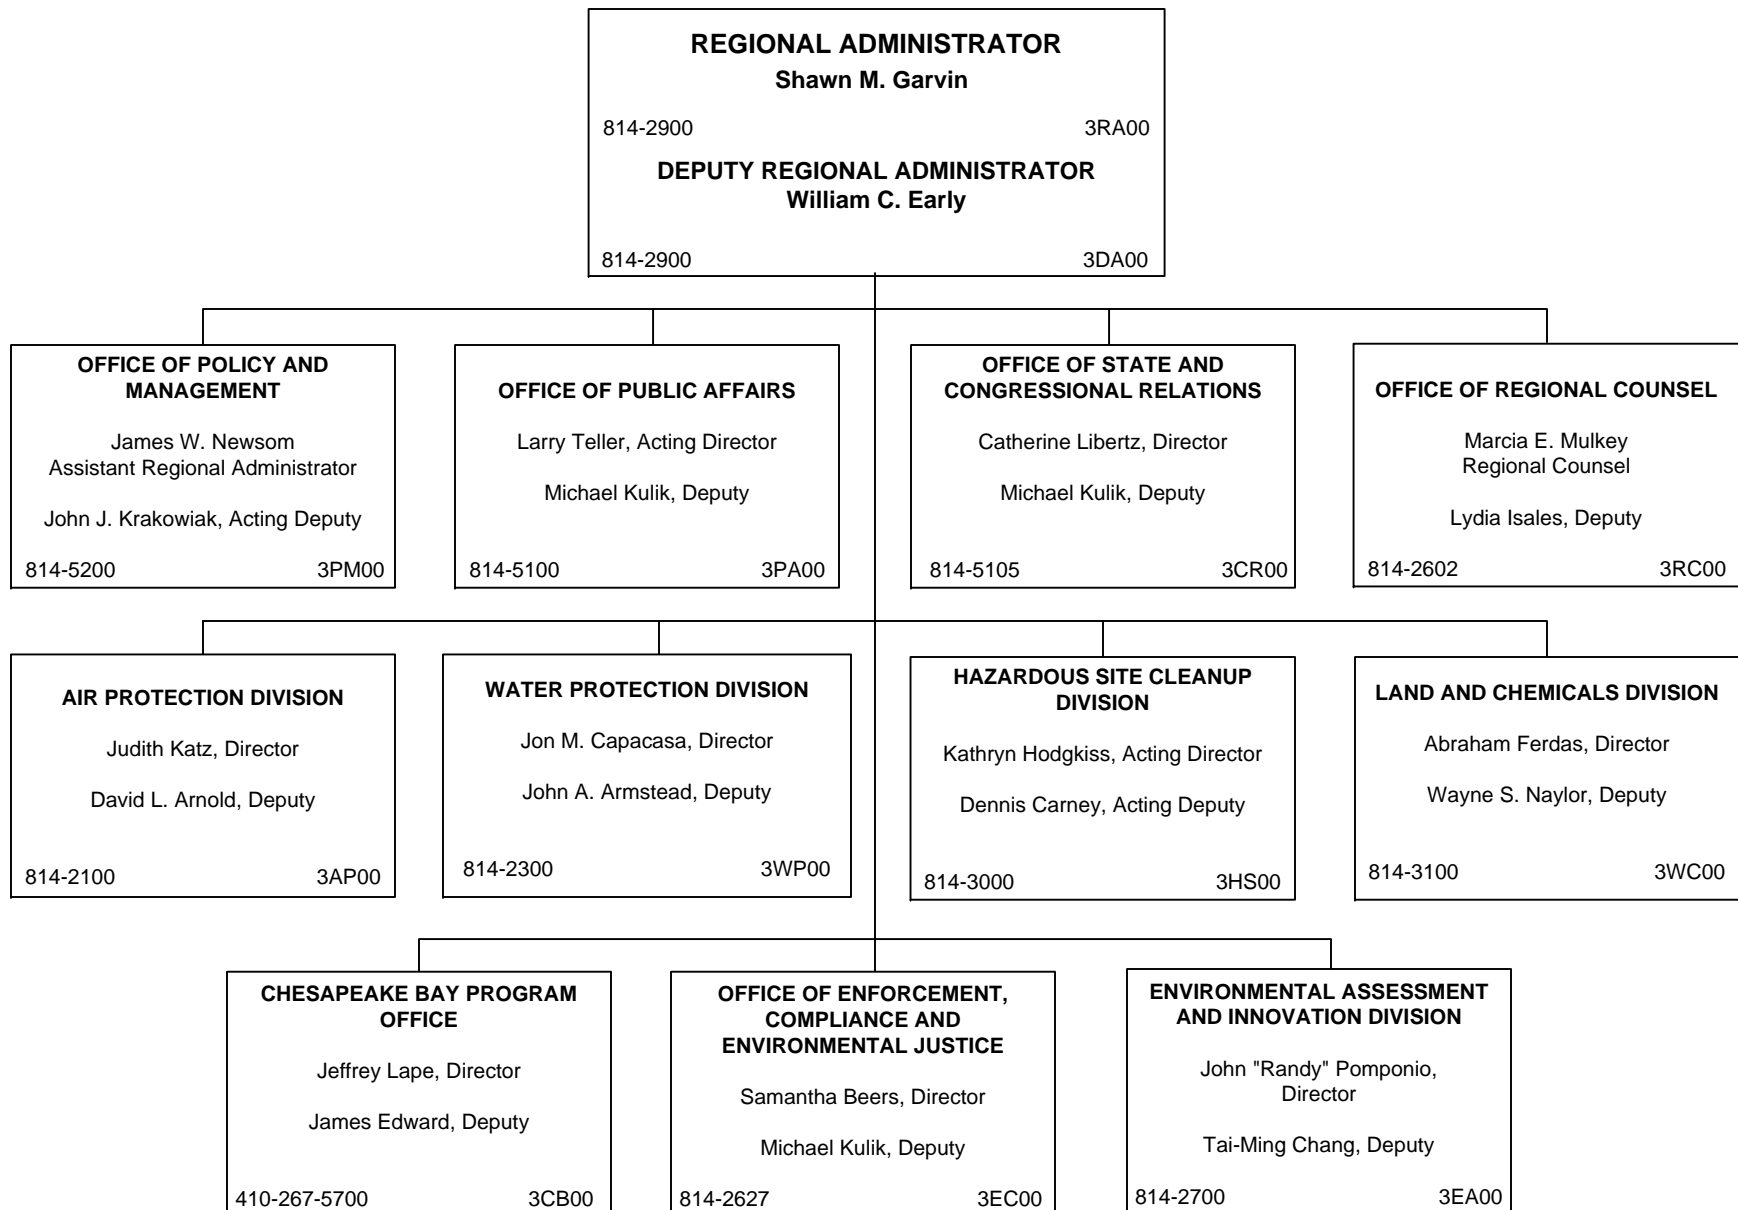 REGIONAL ADMINISTRATOR
Shawn M. Garvin
814-2900 3RA00
DEPUTY REGIONAL ADMINISTRATOR
William C. Early
814-2900 3DA00
OFFICE OF POLICY AND
MANAGEMENT
James W. Newsom
Assistant Regional Administrator
John J. Krakowiak, Acting Deputy
814-5200 3PM00
OFFICE OF PUBLIC AFFAIRS
Larry Teller, Acting Director
Michael Kulik, Deputy
814-5100 3PA00
OFFICE OF STATE AND
CONGRESSIONAL RELATIONS
Catherine Libertz, Director
Michael Kulik, Deputy
814-5105 3CR00
OFFICE OF REGIONAL COUNSEL
Marcia E. Mulkey
Regional Counsel
Lydia Isales, Deputy
814-2602 3RC00
AIR PROTECTION DIVISION
Judith Katz, Director
David L. Arnold, Deputy
814-2100 3AP00
WATER PROTECTION DIVISION
Jon M. Capacasa, Director
John A. Armstead, Deputy
814-2300 3WP00
HAZARDOUS SITE CLEANUP
DIVISION
Kathryn Hodgkiss, Acting Director
Dennis Carney, Acting Deputy
814-3000 3HS00
LAND AND CHEMICALS DIVISION
Abraham Ferdas, Director
Wayne S. Naylor, Deputy
814-3100 3WC00
CHESAPEAKE BAY PROGRAM
OFFICE
Jeffrey Lape, Director
James Edward, Deputy
410-267-5700 3CB00
OFFICE OF ENFORCEMENT,
COMPLIANCE AND
ENVIRONMENTAL JUSTICE
Samantha Beers, Director
Michael Kulik, Deputy
814-2627 3EC00
ENVIRONMENTAL ASSESSMENT
AND INNOVATION DIVISION
John "Randy" Pomponio,
Director
Tai-Ming Chang, Deputy
814-2700 3EA00